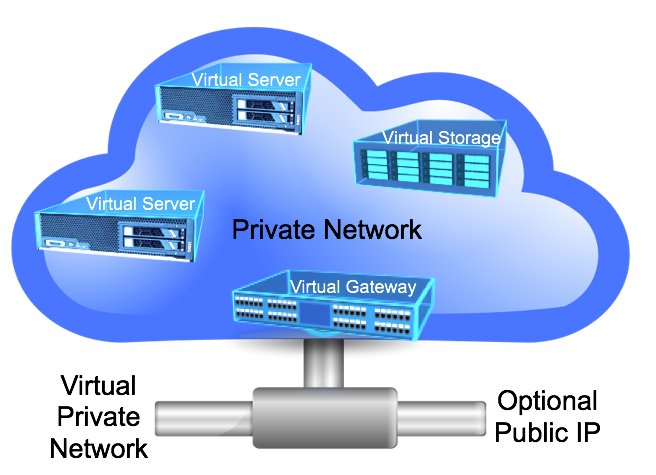 Virtual Server
Virtual Storage
Virtual Server
Private Network
Virtual Gateway
Virtual
Private
Network
Optional
Public IP